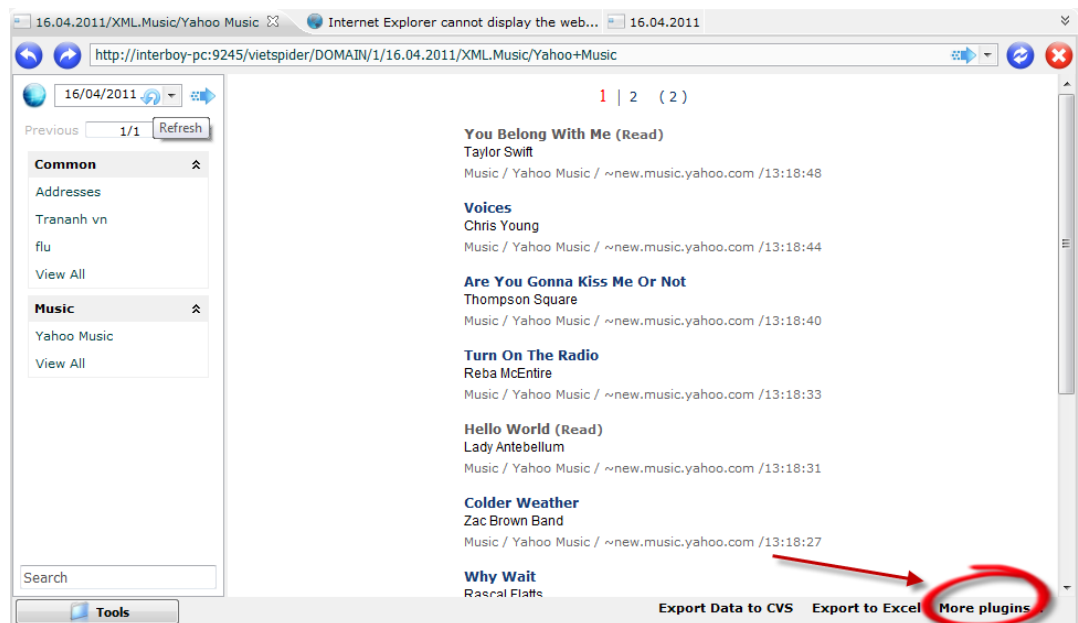 16.04.2011/XML.Music/Yahoo Music
Internet Explorer cannot display the web...
16.04.2011
http://interboy-pc:9245/vietspider/DOMAIN/1/16.04.2011/XML.Music/Yahoo+Music
16/04/2011
Previous 1/1
Refresh
Common
Addresses
Trananh vn
flu
View All
Music
Yahoo Music
View All
Search
Tools
1 | 2 (2)
You Belong With Me (Read)
Taylor Swift
Music / Yahoo Music / ~new.music.yahoo.com /13:18:48
Voices
Chris Young
Music / Yahoo Music / ~new.music.yahoo.com /13:18:44
Are You Gonna Kiss Me Or Not
Thompson Square
Music / Yahoo Music / ~new.music.yahoo.com /13:18:40
Turn On The Radio
Reba McEntire
Music / Yahoo Music / ~new.music.yahoo.com /13:18:33
Hello World (Read)
Lady Antebellum
Music / Yahoo Music / ~new.music.yahoo.com /13:18:31
Colder Weather
Zac Brown Band
Music / Yahoo Music / ~new.music.yahoo.com /13:18:27
Why Wait
Rascal Flatts
Export Data to CVS Export to Excel More plugins